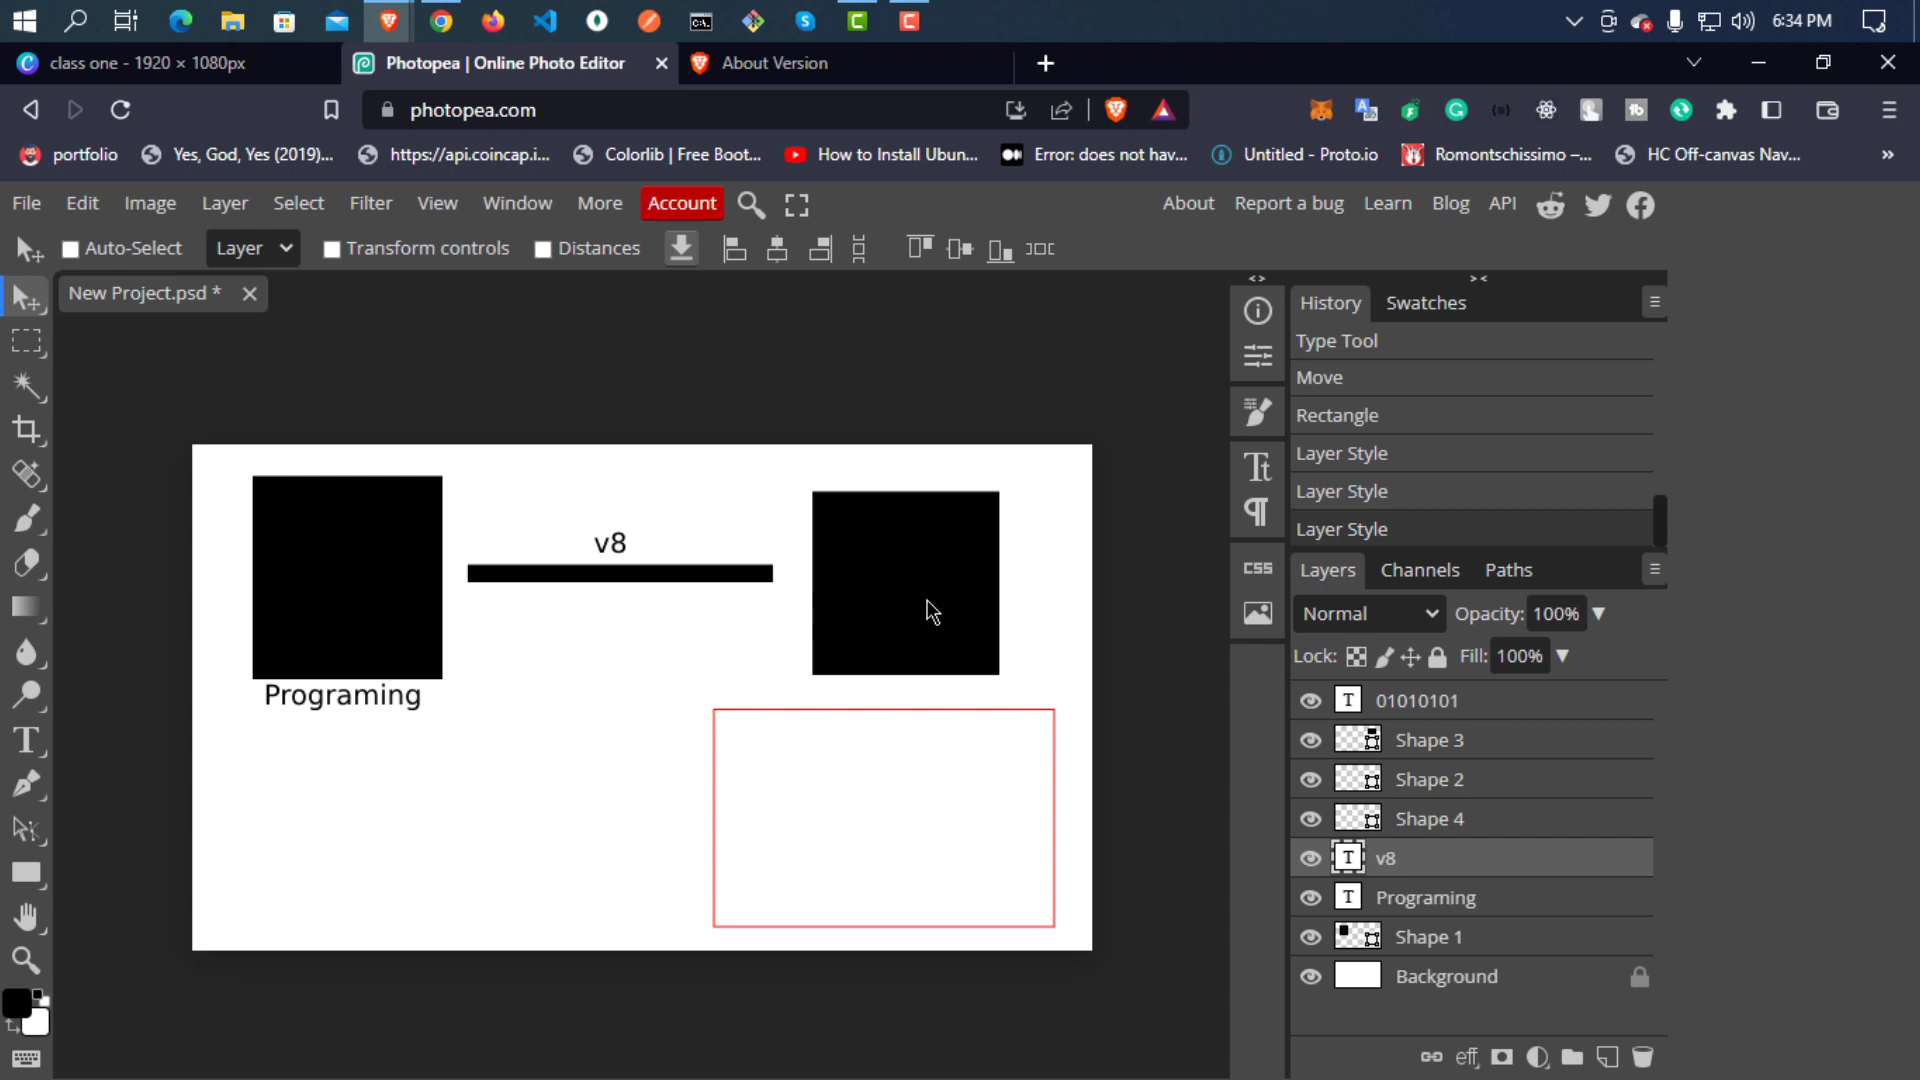 6:34 PM
class one - 1920 × 1080px
Photopea | Online Photo Editor
About Version
photopea.com
portfolio
Yes, God, Yes (2019)...
https://api.coincap.i...
Colorlib | Free Boot...
How to Install Ubun...
Error: does not hav...
Untitled - Proto.io
Romontschissimo –...
HC Off-canvas Nav...
File Edit Image Layer Select Filter View Window More Account
About Report a bug Learn Blog API
Auto-Select Layer Transform controls Distances
New Project.psd *
History Swatches
Type Tool
Move
Rectangle
Layer Style
Layer Style
Layer Style
CSS
Layers Channels Paths
Normal Opacity: 100%
Lock: Fill: 100%
01010101
Shape 3
Shape 2
Shape 4
v8
Programing
Shape 1
Background
eff
v8
Programing